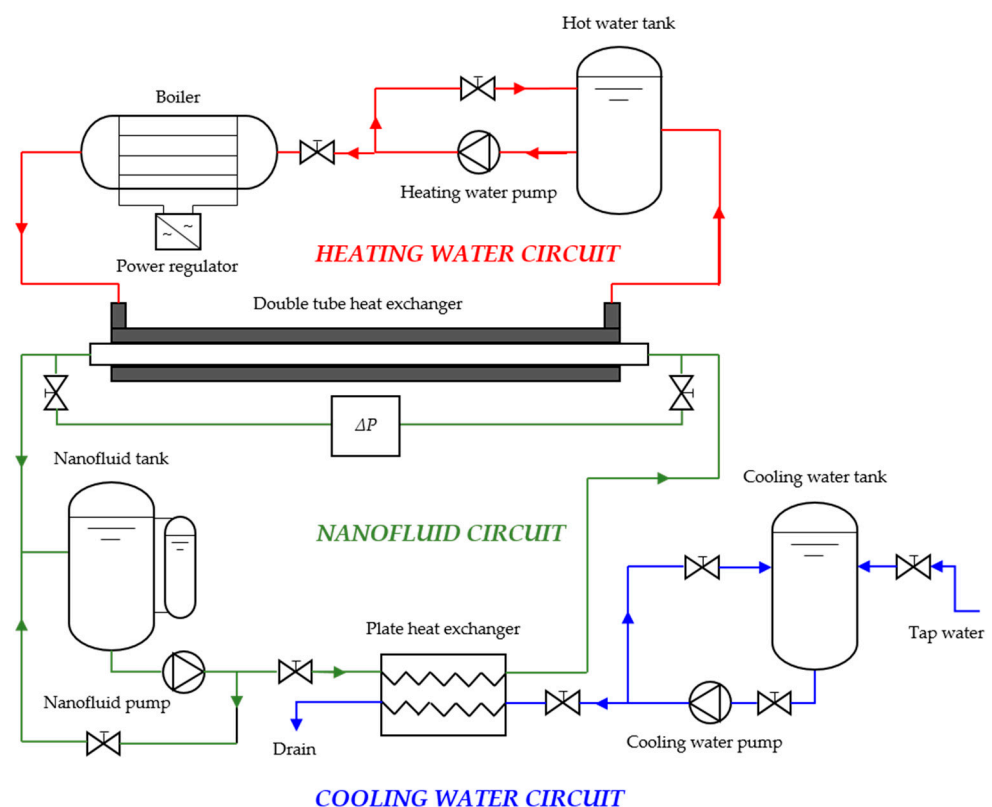 Hot water tank
Boiler
Heating water pump
~
~
Power regulator
HEATING WATER CIRCUIT
Double tube heat exchanger
ΔP
Nanofluid tank
Cooling water tank
NANOFLUID CIRCUIT
Plate heat exchanger
Tap water
Nanofluid pump
Drain
Cooling water pump
COOLING WATER CIRCUIT